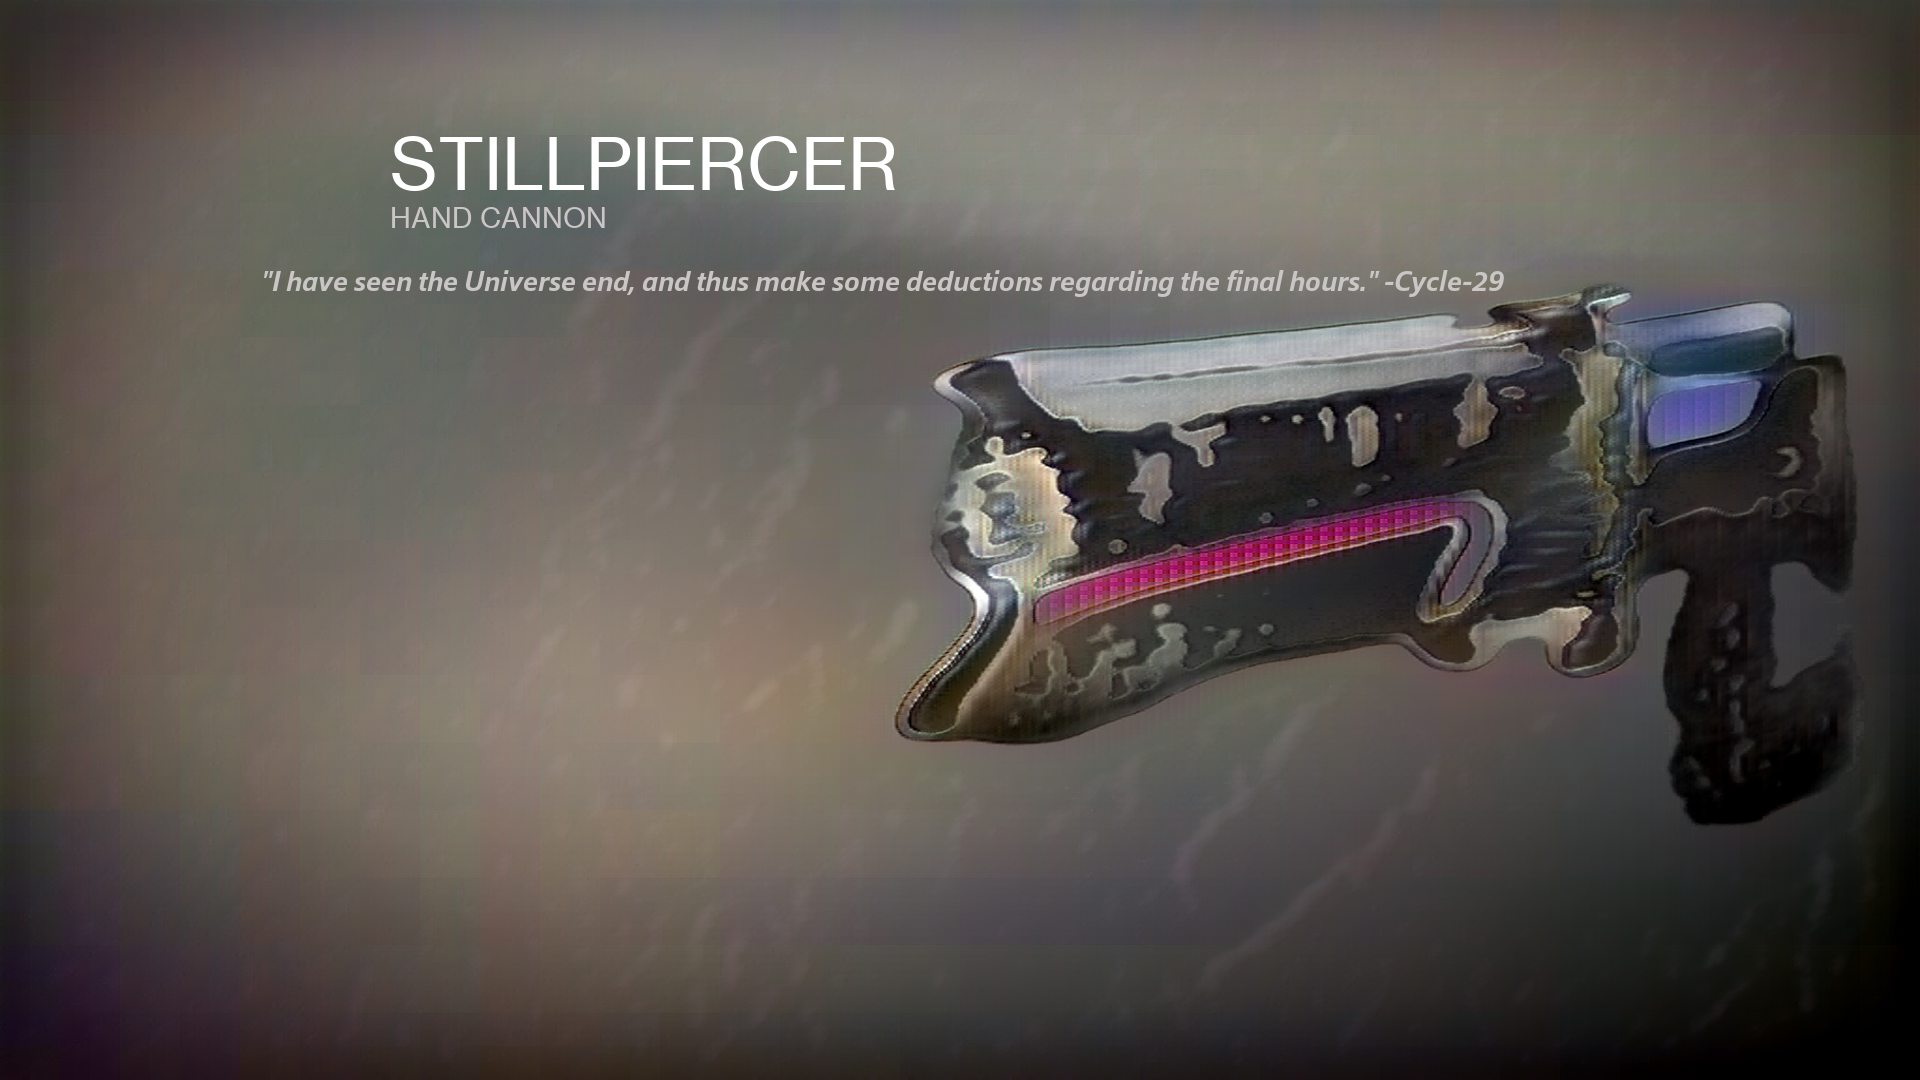 STILLPIERCER
HAND CANNON
"I have seen the Universe end, and thus make some deductions regarding the final hours." -Cycle-29